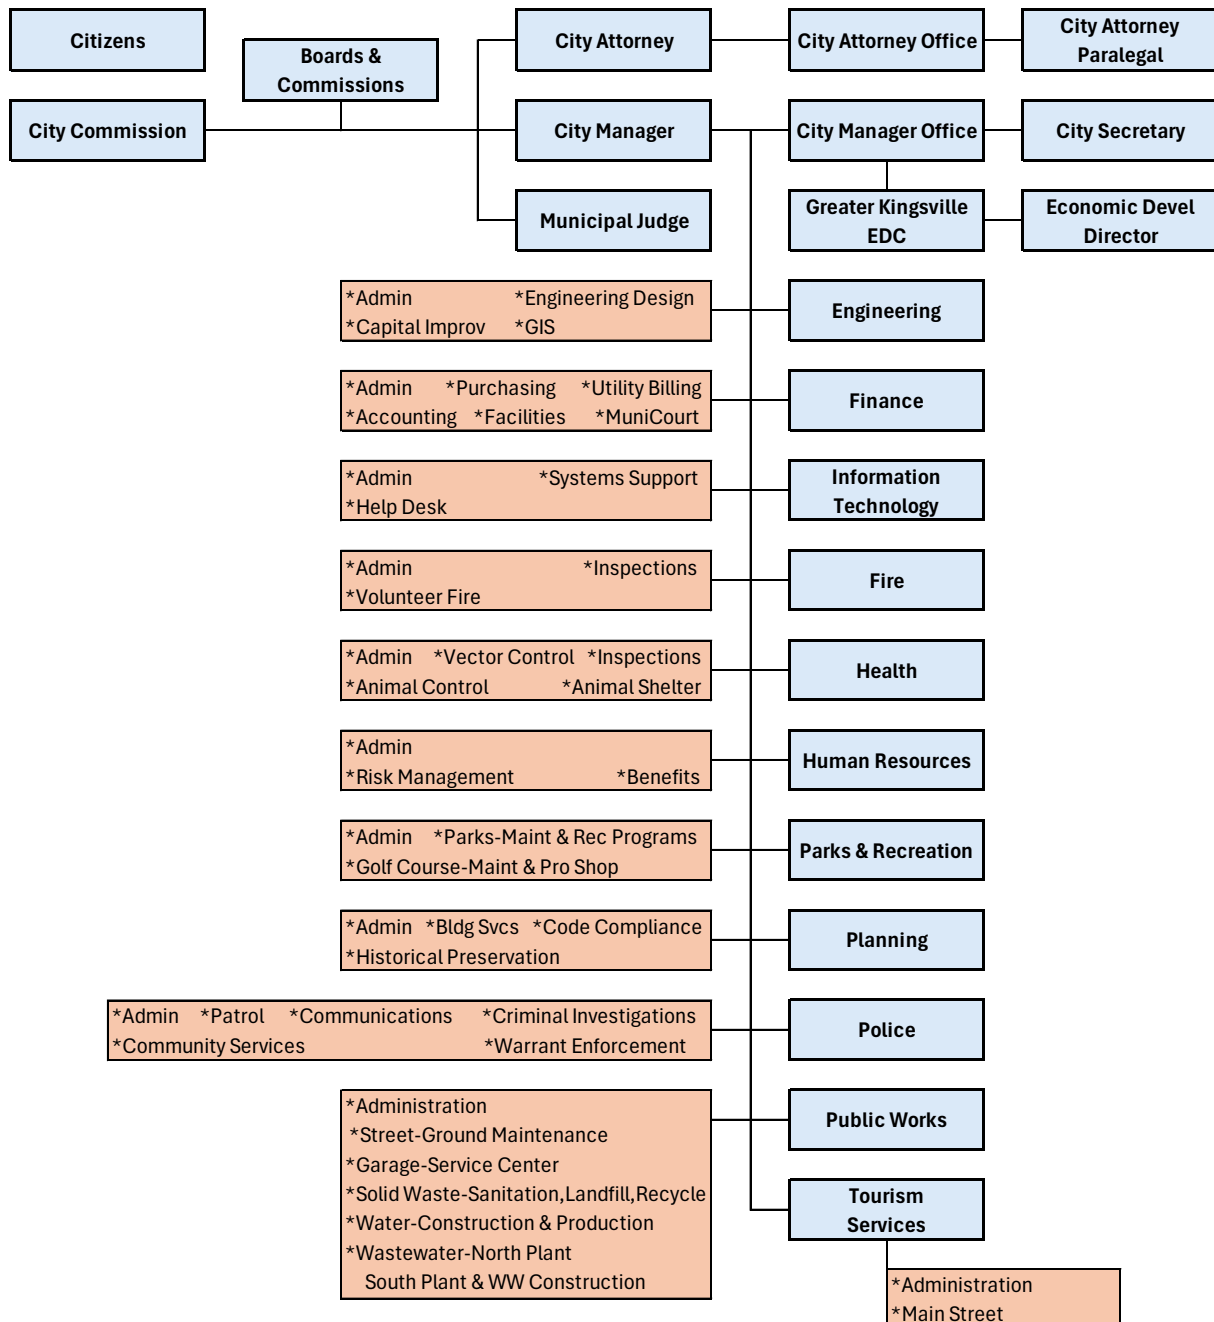 Citizens
Boards &
Commissions
City Attorney
City Attorney Office
City Attorney
Paralegal
City Commission
City Manager
City Manager Office
City Secretary
Municipal Judge
Greater Kingsville
EDC
Economic Devel
Director
*Admin *Engineering Design
*Capital Improv *GIS
Engineering
*Admin *Purchasing *Utility Billing
*Accounting *Facilities *MuniCourt
Finance
*Admin *Systems Support
*Help Desk
Information
Technology
*Admin *Inspections
*Volunteer Fire
Fire
*Admin *Vector Control *Inspections
*Animal Control *Animal Shelter
Health
*Admin
*Risk Management *Benefits
Human Resources
*Admin *Parks-Maint & Rec Programs
*Golf Course-Maint & Pro Shop
Parks & Recreation
*Admin *Bldg Svcs *Code Compliance
*Historical Preservation
Planning
*Admin *Patrol *Communications *Criminal Investigations
*Community Services *Warrant Enforcement
Police
*Administration
*Street-Ground Maintenance
*Garage-Service Center
*Solid Waste-Sanitation,Landfill,Recycle
*Water-Construction & Production
*Wastewater-North Plant
South Plant & WW Construction
Public Works
Tourism
Services
*Administration
*Main Street